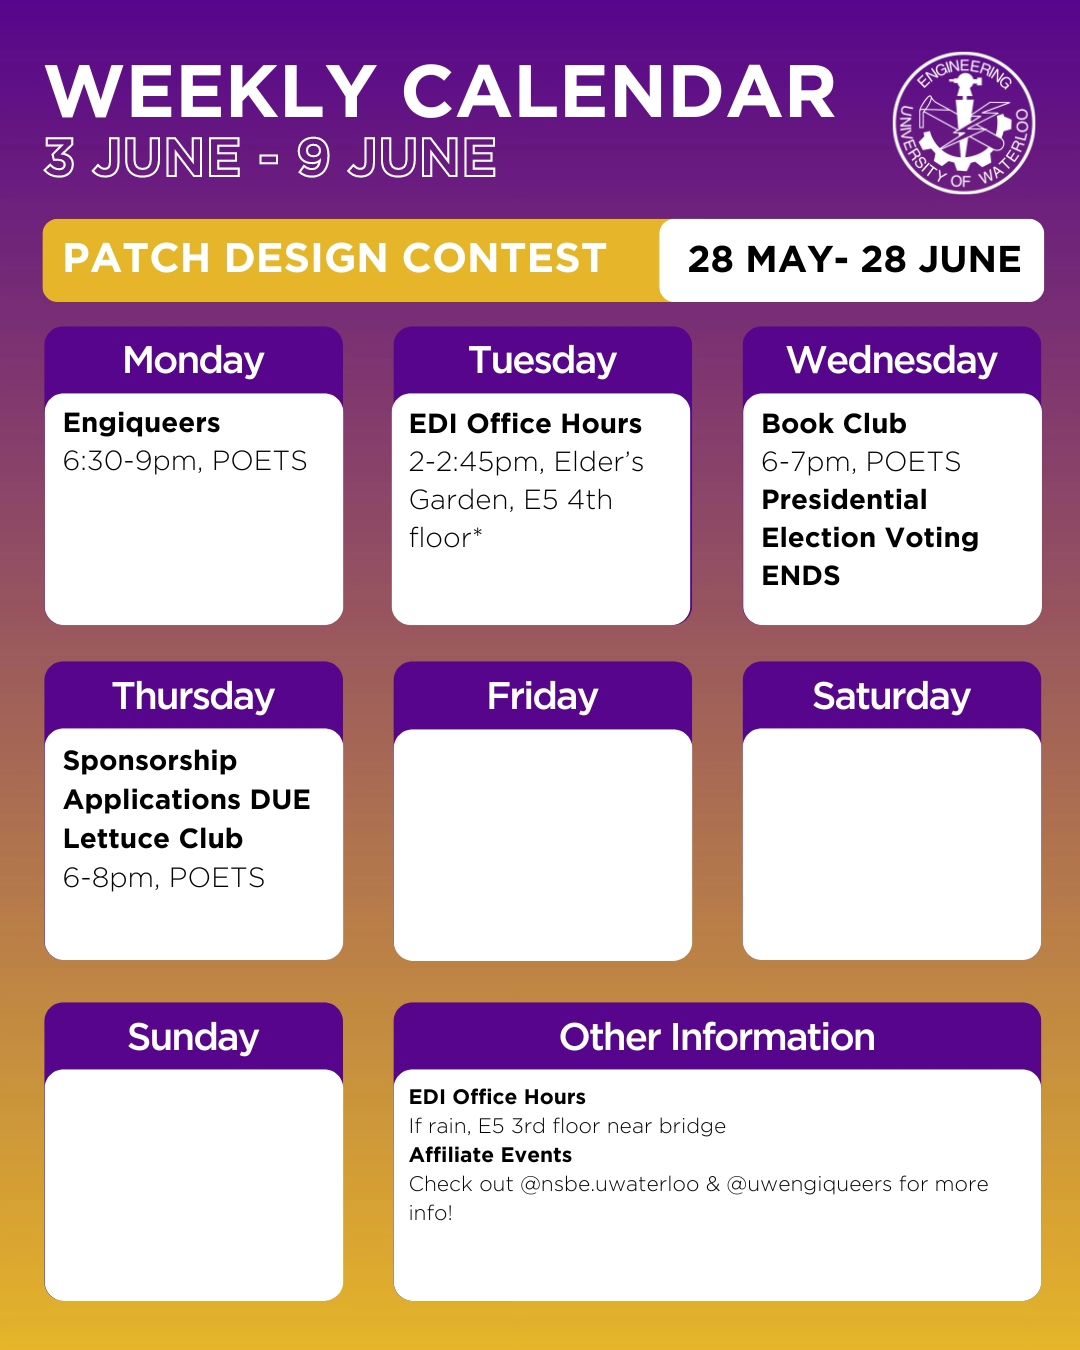 WEEKLY CALENDAR
3 JUNE - 9 JUNE
ENGINEERING
UNIVERSITY OF WATERLOO
PATCH DESIGN CONTEST
28 MAY- 28 JUNE
Monday
Engiqueers
6:30-9pm, POETS
Tuesday
EDI Office Hours
2-2:45pm, Elder's
Garden, E5 4th
floor*
Wednesday
Book Club
6-7pm, POETS
Presidential
Election Voting
ENDS
Thursday
Sponsorship
Applications DUE
Lettuce Club
6-8pm, POETS
Friday
Saturday
Sunday
Other Information
EDI Office Hours
If rain, E5 3rd floor near bridge
Affiliate Events
Check out @nsbe.uwaterloo & @uwengiqueers for more
info!